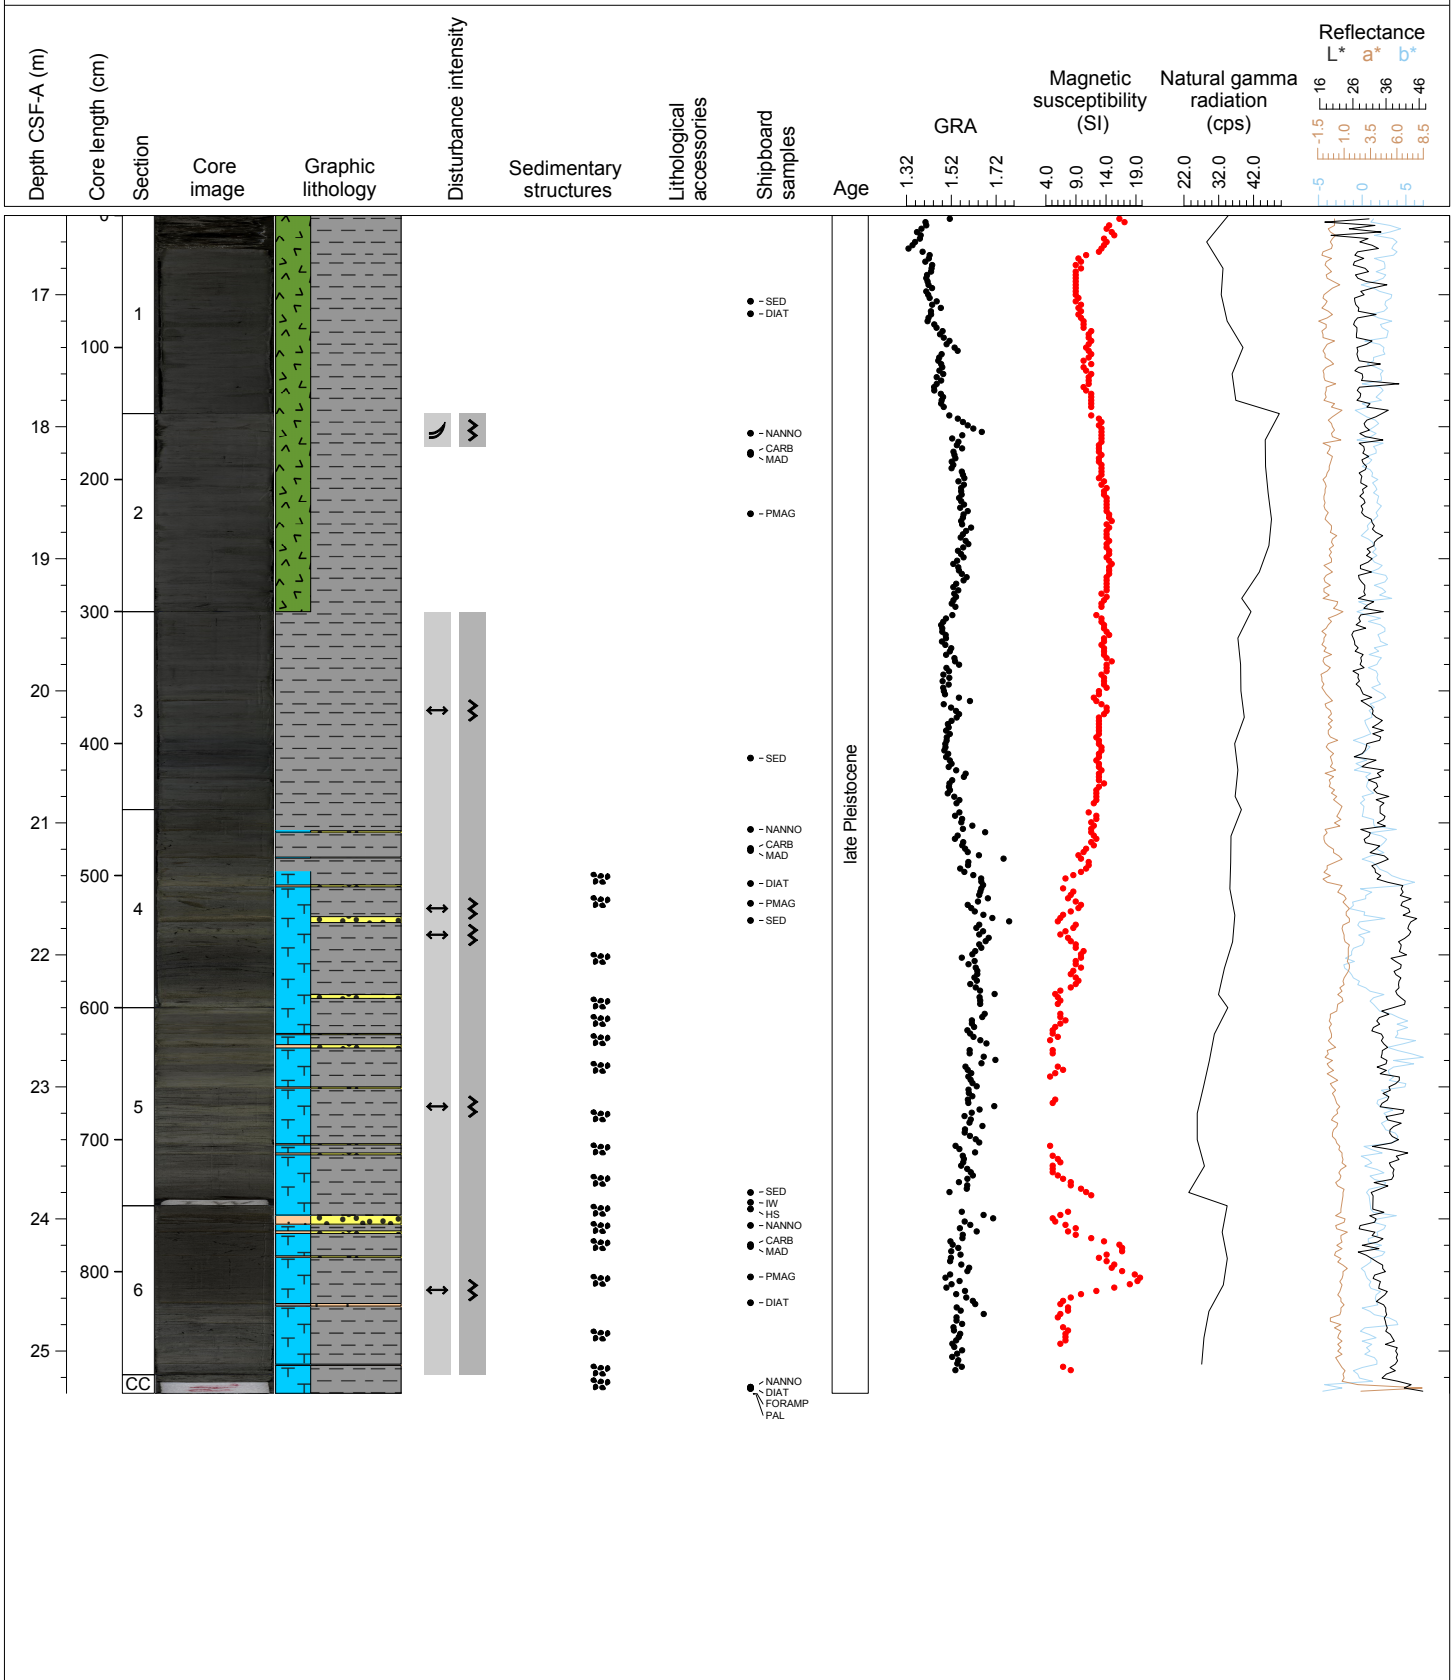 Depth CSF-A (m)
Core length (cm)
Section
Core
image
Graphic
lithology
Disturbance intensity
Sedimentary
structures
Lithological
accessories
Shipboard
samples
Age
GRA
1.32
1.52
1.72
Magnetic
susceptibility
(SI)
4.0
9.0
14.0
19.0
Natural gamma
radiation
(cps)
22.0
32.0
42.0
Reflectance
L* a* b*
16
26
36
46
-1.5
1.0
3.5
6.0
8.5
-5
0
5
17
18
19
20
21
22
23
24
25
100
200
300
400
500
600
700
800
1
2
3
4
5
6
CC
SED
DIAT
NANNO
CARB
MAD
PMAG
SED
NANNO
CARB
MAD
DIAT
PMAG
SED
SED
IW
HS
NANNO
CARB
MAD
PMAG
DIAT
NANNO
DIAT
FORAMP
PAL
late Pleistocene